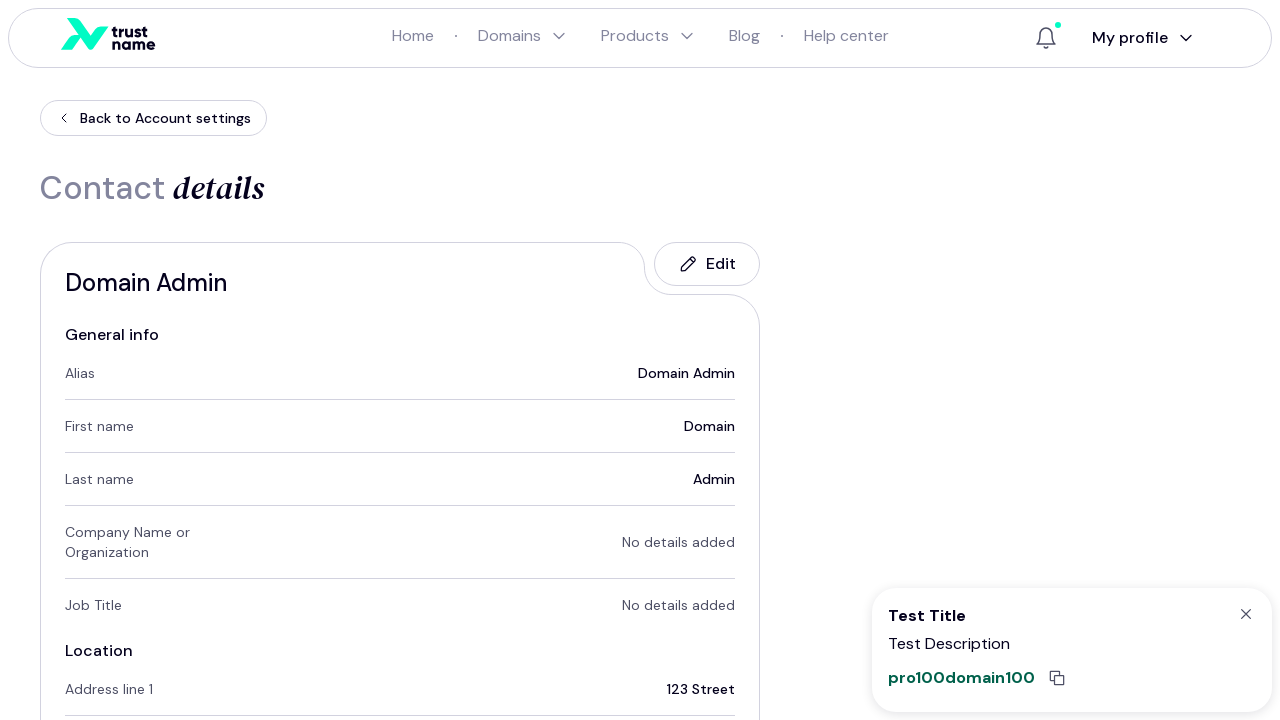 trust
name
Home
Domains
Products
Blog
Help center
My profile
Back to Account settings
Contact details
Edit
Domain Admin
General info
Alias
Domain Admin
First name
Domain
Last name
Admin
Company Name or
Organization
No details added
Job Title
No details added
Location
Address line 1
123 Street
Test Title
Test Description
pro100domain100